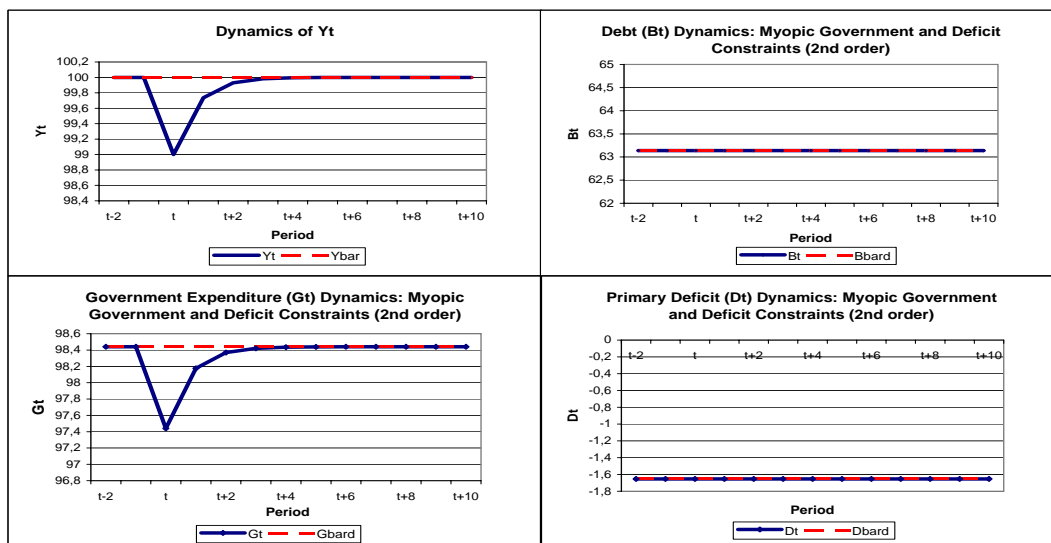 Dynamics of Yt
100,2
100
99,8
99,6
99,4
99,2
99
98,8
98,6
98,4
Yt
t-2 t t+2 t+4 t+6 t+8 t+10
Period
Yt Ybar
Debt (Bt) Dynamics: Myopic Government and Deficit
Constraints (2nd order)
65
64,5
64
63,5
63
62,5
62
Bt
t-2 t t+2 t+4 t+6 t+8 t+10
Period
Bt Bbard
Government Expenditure (Gt) Dynamics: Myopic
Government and Deficit Constraints (2nd order)
98,6
98,4
98,2
98
97,8
97,6
97,4
97,2
97
96,8
Gt
t-2 t t+2 t+4 t+6 t+8 t+10
Period
Gt Gbard
Primary Deficit (Dt) Dynamics: Myopic Government
and Deficit Constraints (2nd order)
0
-0,2
-0,4
-0,6
-0,8
-1
-1,2
-1,4
-1,6
-1,8
Dt
t-2 t t+2 t+4 t+6 t+8 t+10
Period
Dt Dbard